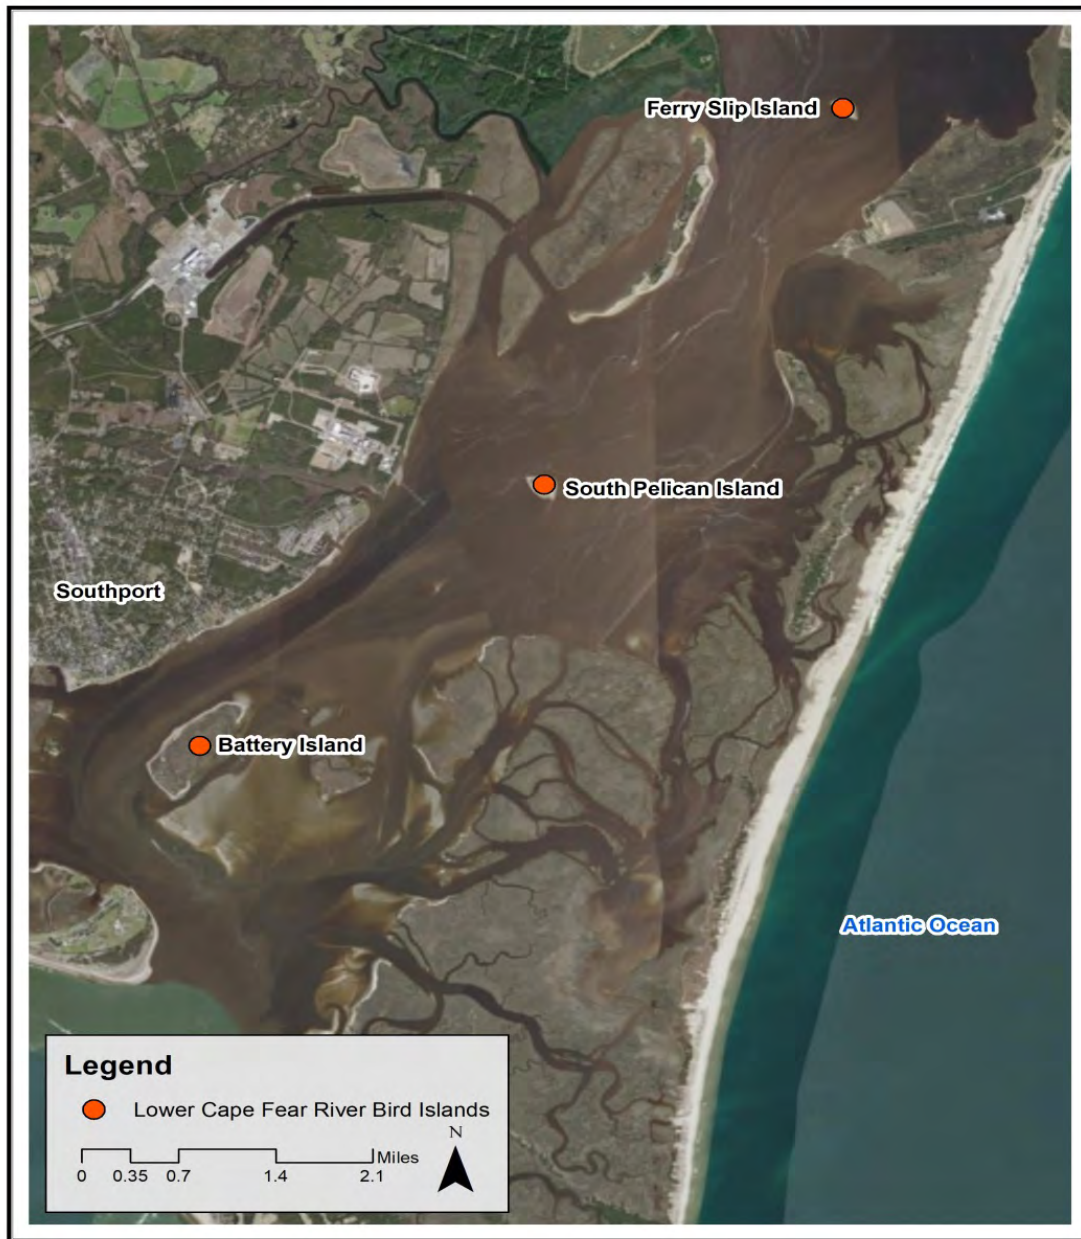 Ferry Slip Island
South Pelican Island
Southport
Battery Island
Atlantic Ocean
Legend
Lower Cape Fear River Bird Islands
N
Miles
0 0.35 0.7 1.4 2.1